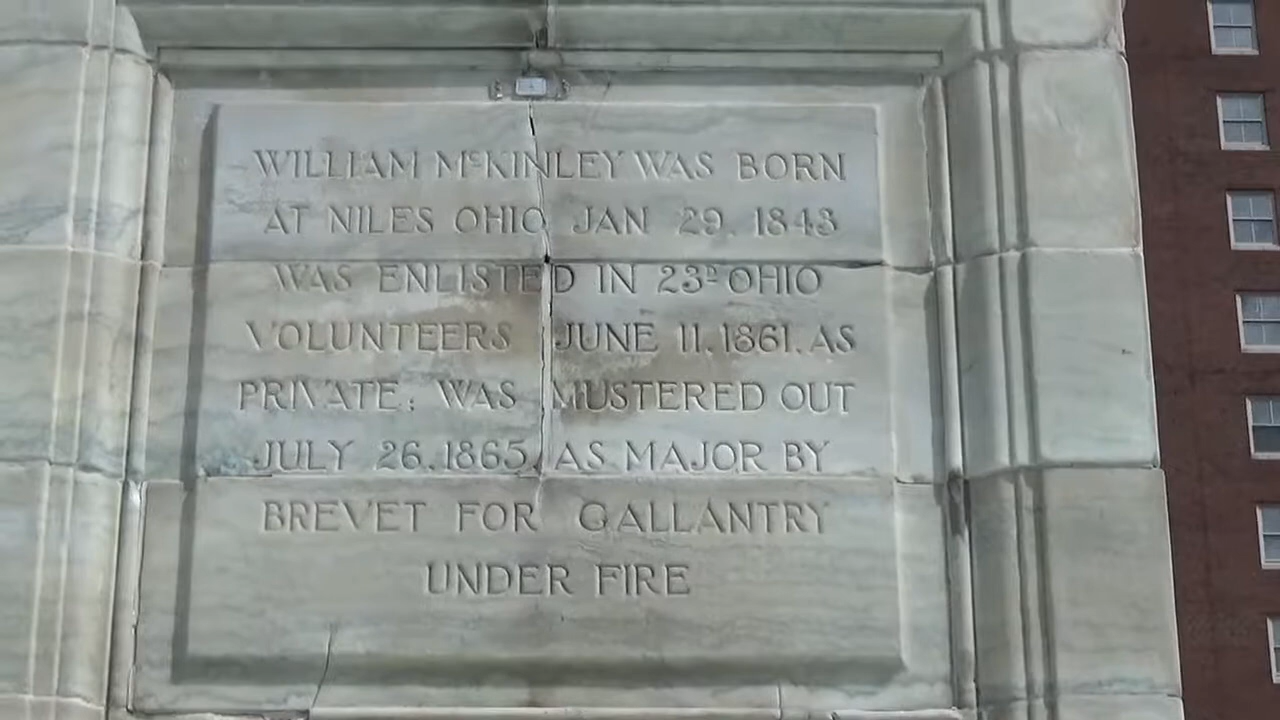 WILLIAM McKINLEY WAS BORN
AT NILES OHIO JAN 29. 1843
WAS ENLISTED IN 23D OHIO
VOLUNTEERS JUNE 11. 1861. AS
PRIVATE: WAS MUSTERED OUT
JULY 26. 1865, AS MAJOR BY
BREVET FOR GALLANTRY
UNDER FIRE